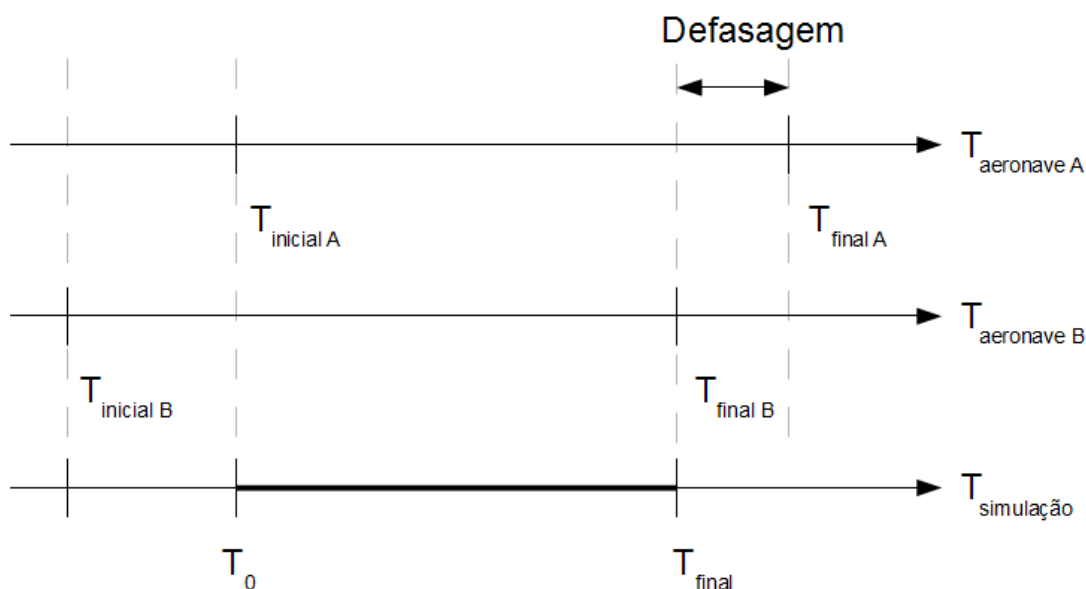 Defasagem
T aeronave A
T inicial A
T final A
T aeronave B
T inicial B
T final B
T simulação
T 0
T final